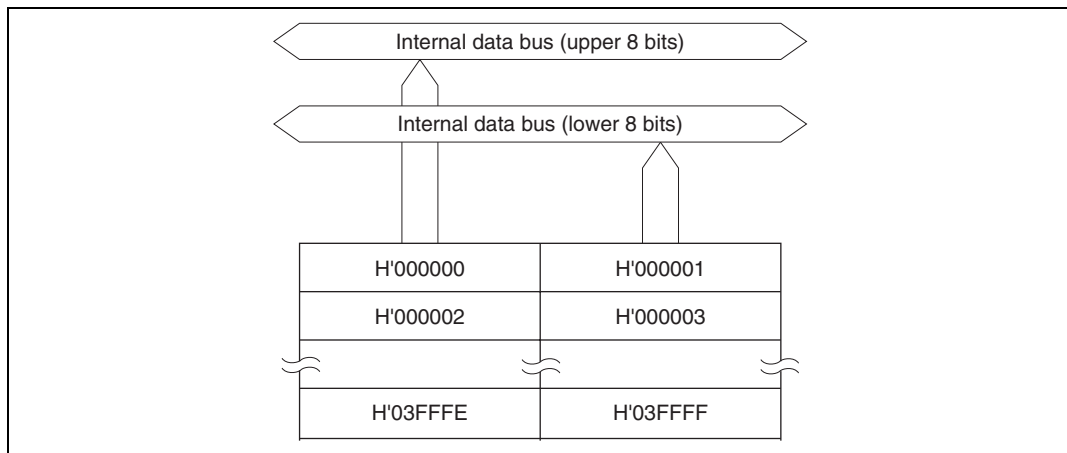 Internal data bus (upper 8 bits)
Internal data bus (lower 8 bits)
H'000000 H'000001
H'000002 H'000003
H'03FFFE H'03FFFF